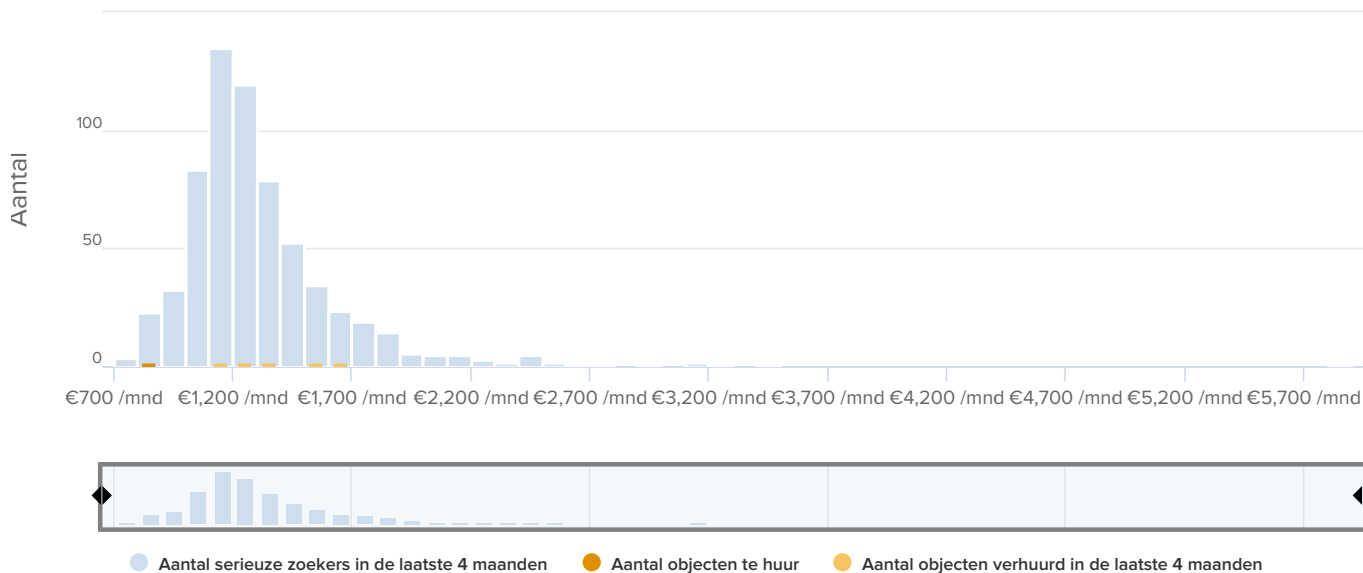 Aantal
100
50
0
€700 /mnd €1,200 /mnd €1,700 /mnd €2,200 /mnd €2,700 /mnd €3,200 /mnd €3,700 /mnd €4,200 /mnd €4,700 /mnd €5,200 /mnd €5,700 /mnd
Aantal serieuze zoekers in de laatste 4 maanden Aantal objecten te huur Aantal objecten verhuurd in de laatste 4 maanden